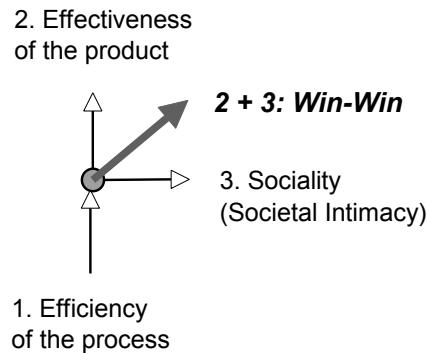 2. Effectiveness
of the product
2 + 3: Win-Win
3. Sociality
(Societal Intimacy)
1. Efficiency
of the process